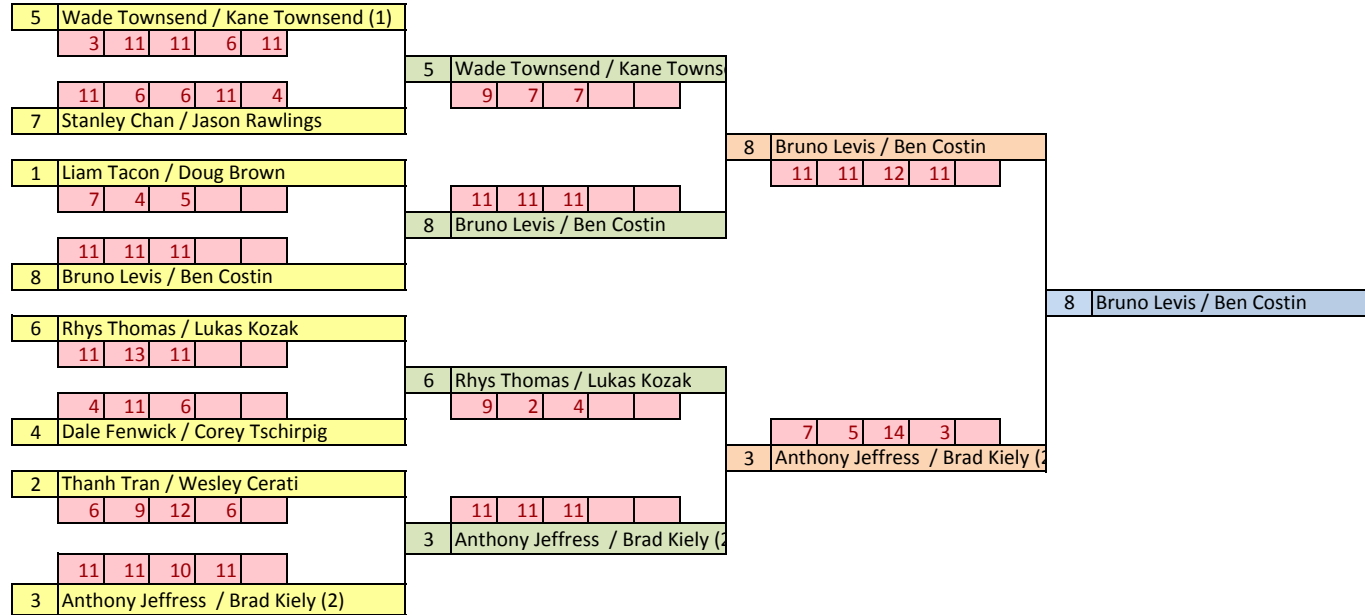 5 Wade Townsend / Kane Townsend (1)
3 11 11 6 11
11 6 6 11 4
7 Stanley Chan / Jason Rawlings
1 Liam Tacon / Doug Brown
7 4 5
11 11 11
8 Bruno Levis / Ben Costin
6 Rhys Thomas / Lukas Kozak
11 13 11
4 11 6
4 Dale Fenwick / Corey Tschirpig
2 Thanh Tran / Wesley Cerati
6 9 12 6
11 11 10 11
3 Anthony Jeffress / Brad Kiely (2)
5 Wade Townsend / Kane Towns
9 7 7
11 11 11
8 Bruno Levis / Ben Costin
6 Rhys Thomas / Lukas Kozak
9 2 4
11 11 11
3 Anthony Jeffress / Brad Kiely (2
8 Bruno Levis / Ben Costin
11 11 12 11
7 5 14 3
3 Anthony Jeffress / Brad Kiely (2
8 Bruno Levis / Ben Costin